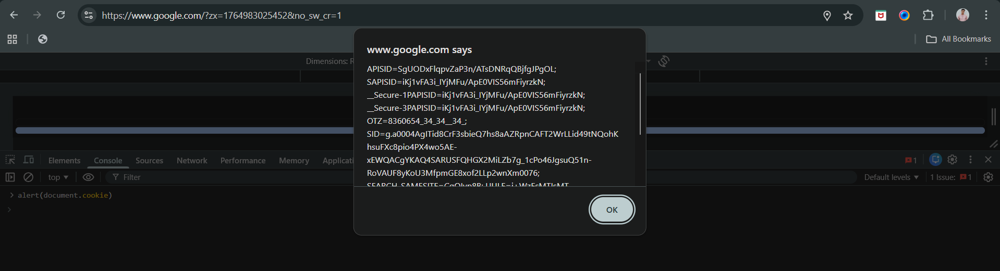 https://www.google.com/?zx=1764983025452&no_sw_cr=1
All Bookmarks
www.google.com says
Dimensions: R
APISID=SgUODxFlqpvZaP3n/ATsDNRqQBjfgJPgOL;
SAPISID=iKj1vFA3i_IYjMFu/ApE0VIS56mFiyrzkN;
__Secure-1PAPISID=iKj1vFA3i_IYjMFu/ApE0VIS56mFiyrzkN;
__Secure-3PAPISID=iKj1vFA3i_IYjMFu/ApE0VIS56mFiyrzkN;
OTZ=8360654_34_34__34_;
SID=g.a0004AgITid8CrF3sbieQ7hs8aAZRpnCAFT2WrLLid49tNQohK
hsuFXc8pio4PX4wo5AE-
xEWQACgYKAQ4SARUSFQHGX2MiLZb7g_1cPo46JgsuQ51n-
RoVAUF8yKoU3MfpmGE8xof2LLp2wnXm0076;
OK
Elements Console Sources Network Performance Memory Applicati 1
top Filter Default levels 1 Issue: 1
alert(document.cookie)